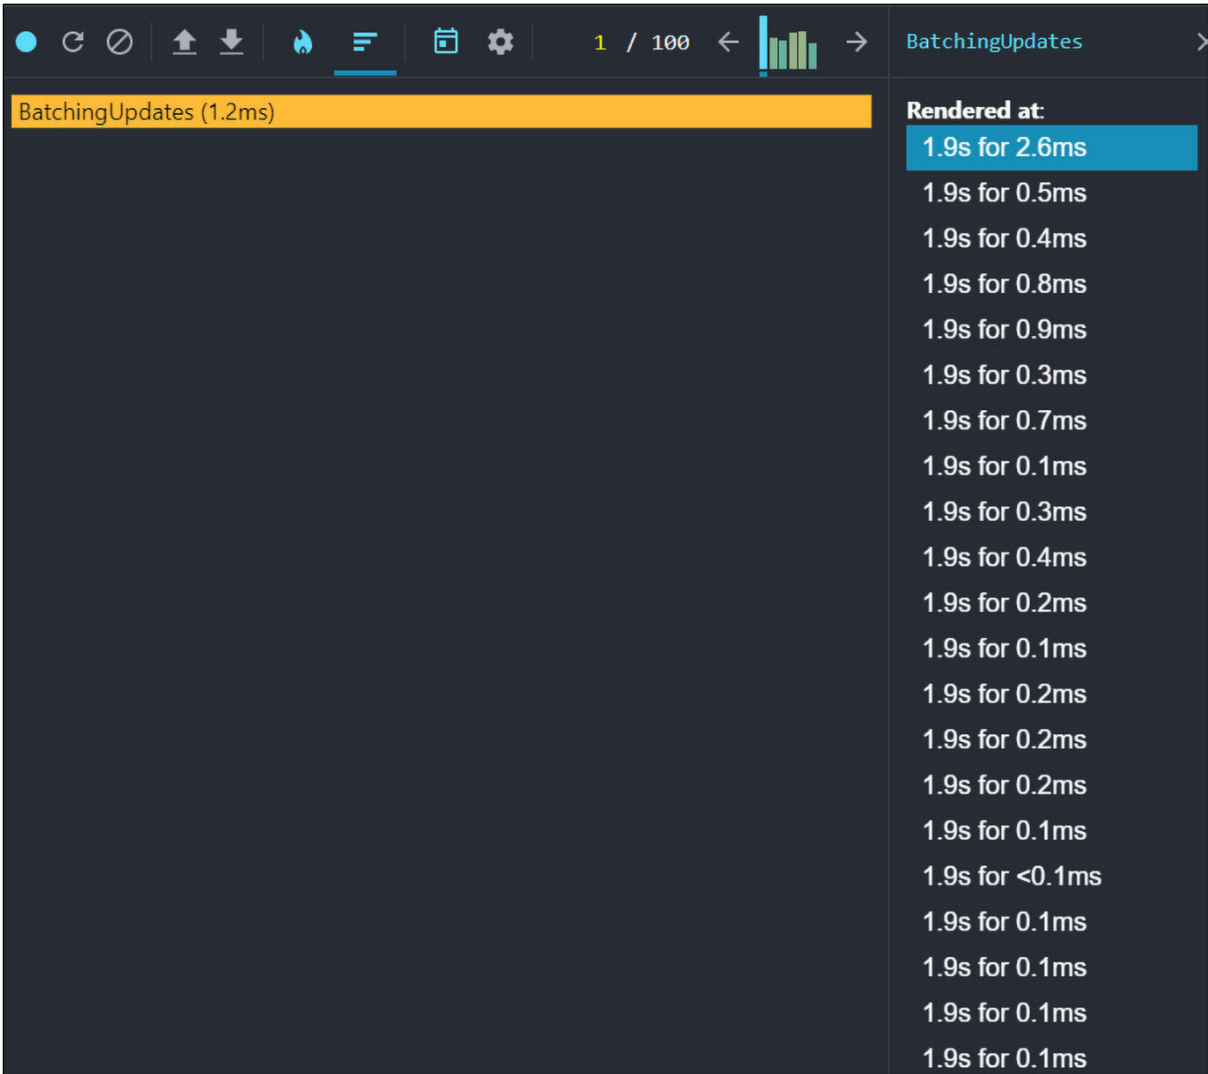 1 / 100
BatchingUpdates
BatchingUpdates (1.2ms)
Rendered at:
1.9s for 2.6ms
1.9s for 0.5ms
1.9s for 0.4ms
1.9s for 0.8ms
1.9s for 0.9ms
1.9s for 0.3ms
1.9s for 0.7ms
1.9s for 0.1ms
1.9s for 0.3ms
1.9s for 0.4ms
1.9s for 0.2ms
1.9s for 0.1ms
1.9s for 0.2ms
1.9s for 0.2ms
1.9s for 0.2ms
1.9s for 0.1ms
1.9s for <0.1ms
1.9s for 0.1ms
1.9s for 0.1ms
1.9s for 0.1ms
1.9s for 0.1ms